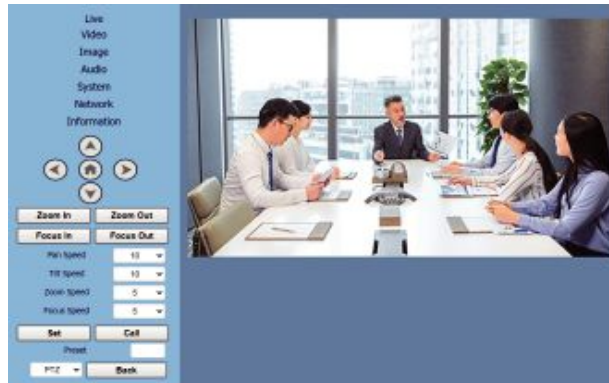 Live
Video
Image
Audio
System
Network
Information
Zoom In Zoom Out
Focus In Focus Out
Pan Speed 10
Tilt Speed 10
Zoom Speed 5
Focus Speed 5
Set Call
Preset
PTZ Back